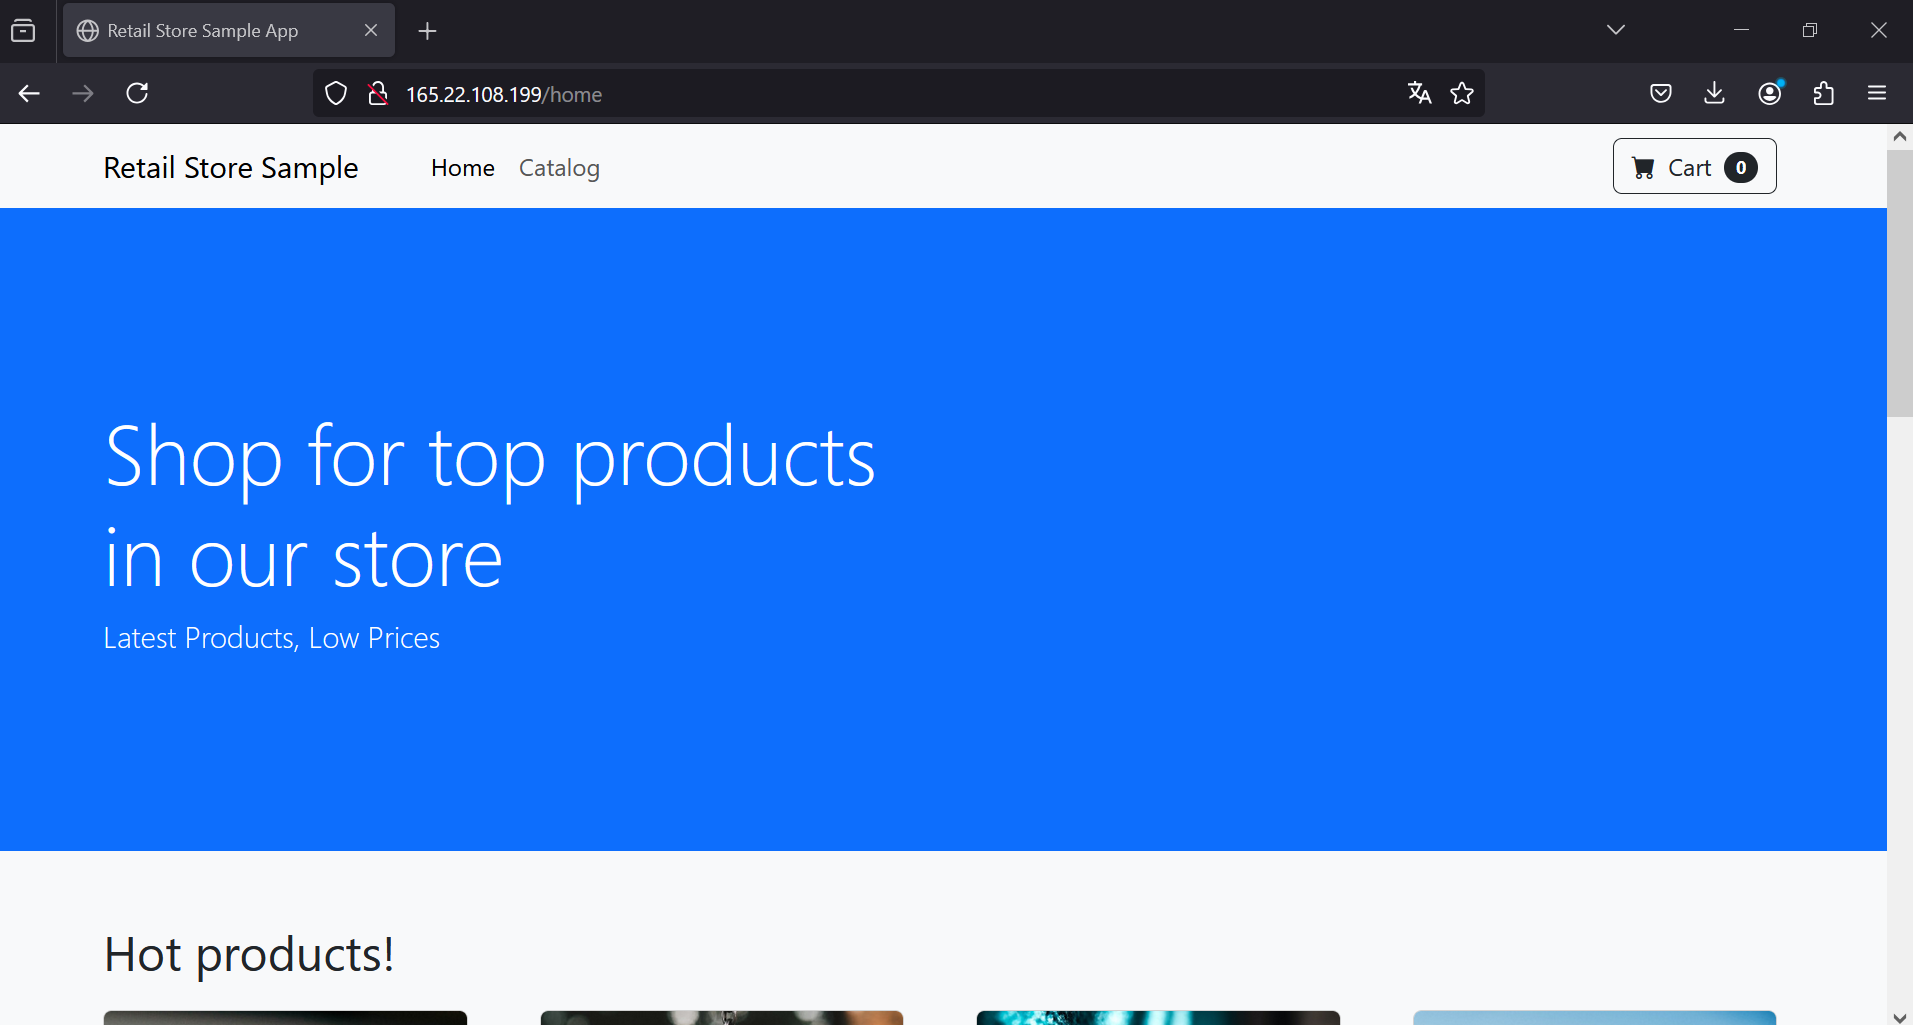 Retail Store Sample App
165.22.108.199/home
Retail Store Sample
Home
Catalog
Cart 0
Shop for top products
in our store
Latest Products, Low Prices
Hot products!